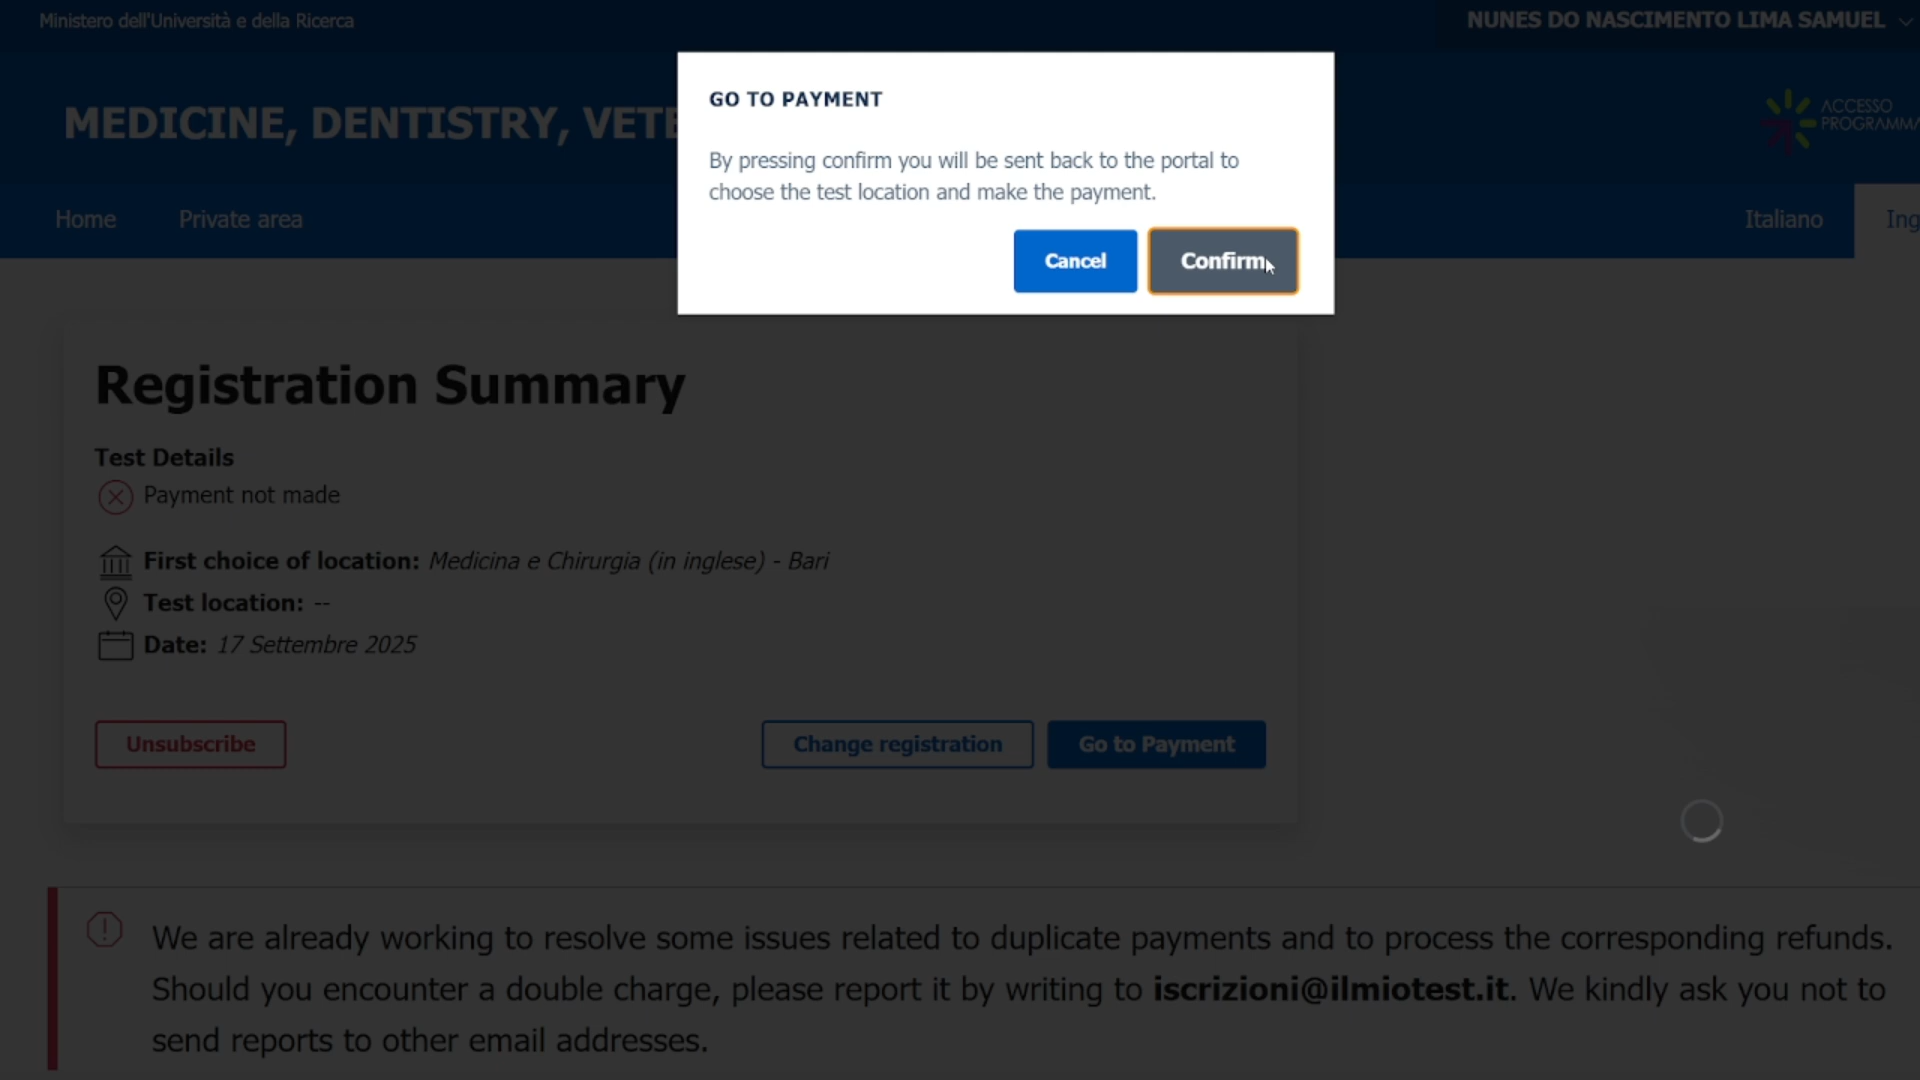 Ministero dell'Università e della Ricerca
NUNES DO NASCIMENTO LIMA SAMUEL
MEDICINE, DENTISTRY,
ACCESSO
GO TO PAYMENT
By pressing confirm you will be sent back to the portal to
choose the test location and make the payment.
Cancel
Confirm
Home
Private area
Italiano
Registration Summary
Test Details
Payment not made
First choice of location: Medicina e Chirurgia (in inglese) - Bari
Test location: --
Date: 17 Settembre 2025
Unsubscribe
Change registration
Go to Payment
We are already working to resolve some issues related to duplicate payments and to process the corresponding refunds.
Should you encounter a double charge, please report it by writing to iscrizioni@ilmiotest.it. We kindly ask you not to
send reports to other email addresses.